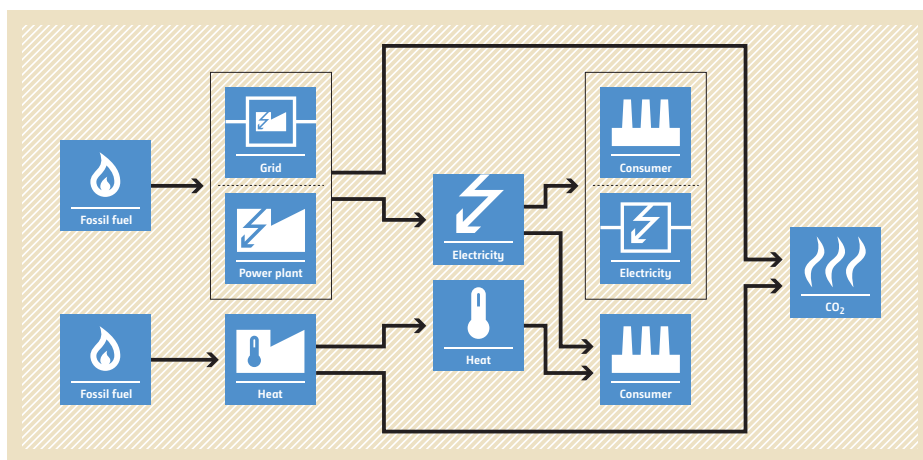 Grid
Consumer
Fossil fuel
Power plant
Electricity
Electricity
CO₂
Fossil fuel
Heat
Heat
Consumer